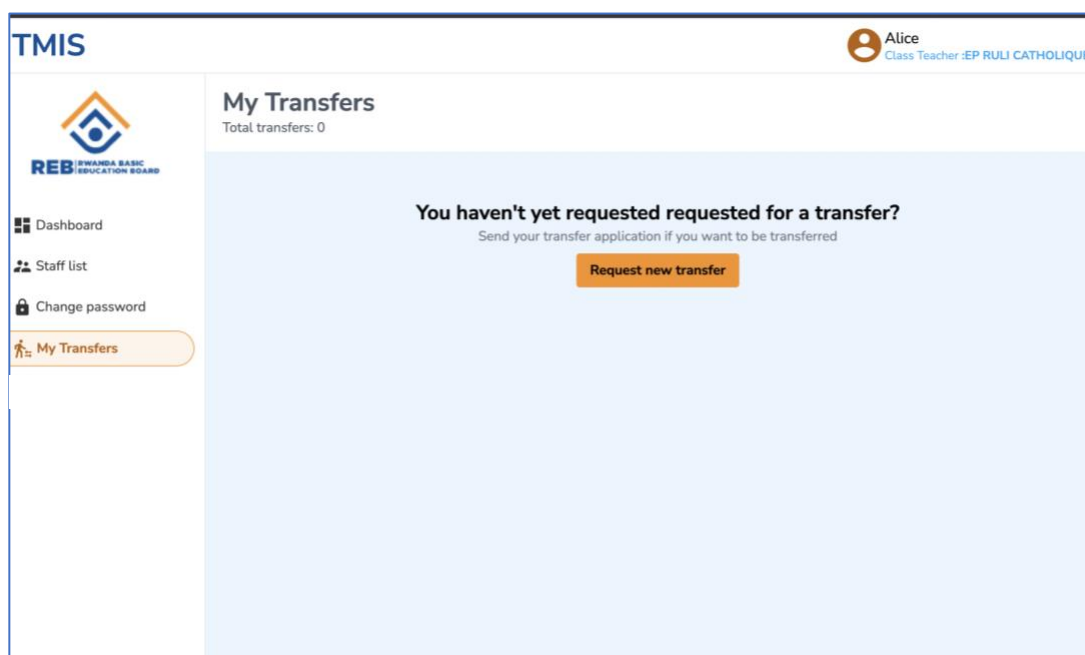 TMIS
Alice
Class Teacher :EP RULI CATHOLIQUE
REB RWANDA BASIC
EDUCATION BOARD
My Transfers
Total transfers: 0
Dashboard
Staff list
Change password
My Transfers
You haven't yet requested requested for a transfer?
Send your transfer application if you want to be transferred
Request new transfer